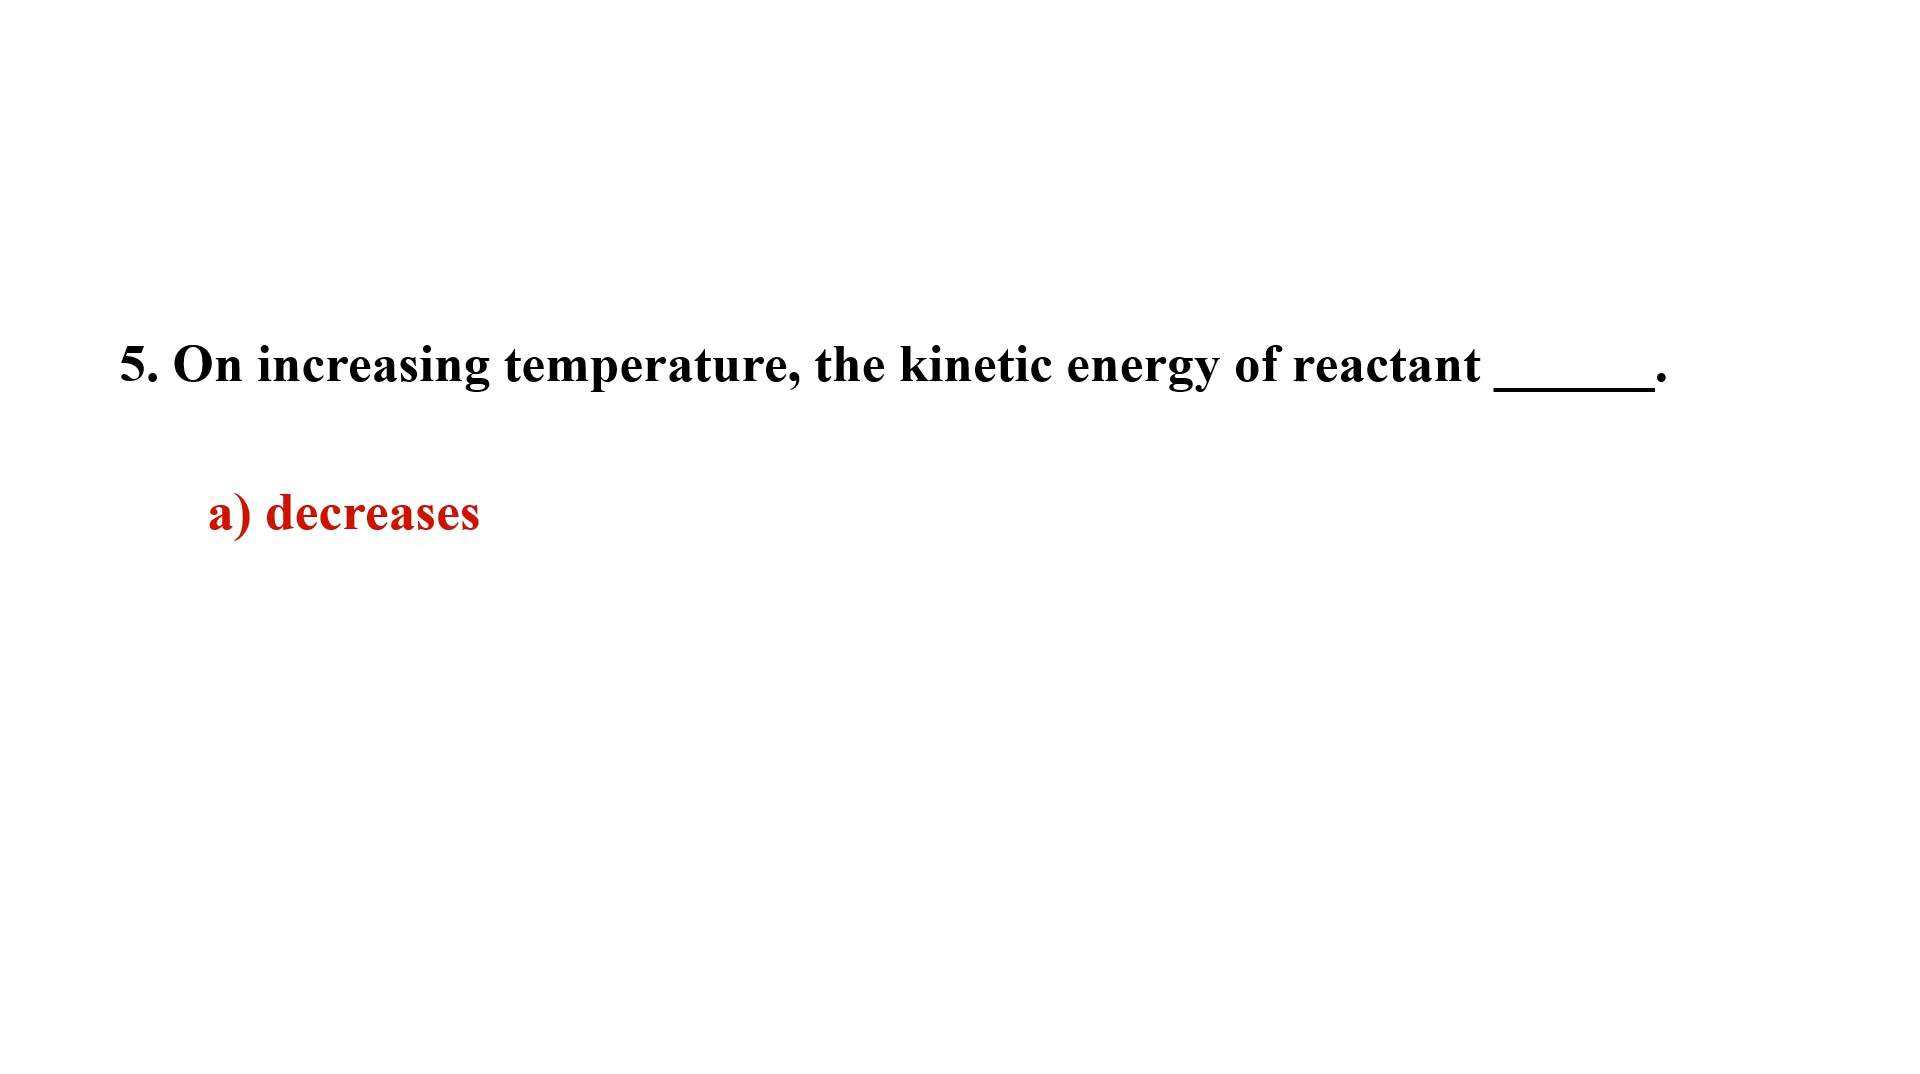 5. On increasing temperature, the kinetic energy of reactant ______.
a) decreases